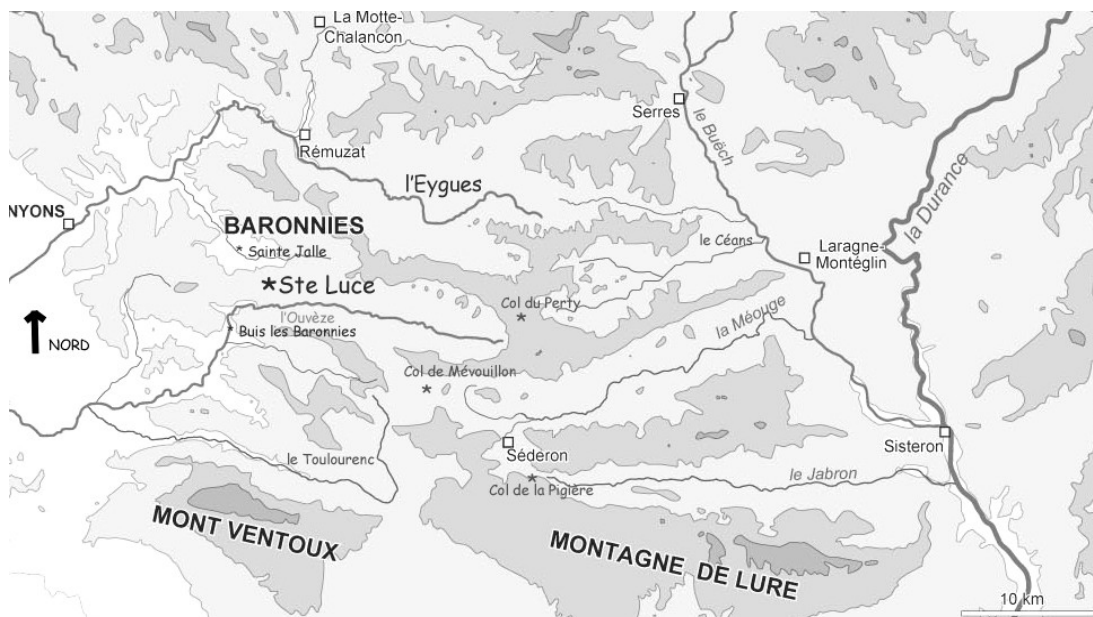 La Motte-
Chalancon
Serres
le Buëch
Rémuzat
l'Eygues
la Durance
NYONS
BARONNIES
Sainte Jalle
le Céans
Laragne-
Montéglin
*Ste Luce
Col du Perty
la Méouge
l'Ouvèze
Buis les Baronnies
NORD
Col de Mévouillon
Séderon
Sisteron
le Toulourenc
Col de la Pigière
le Jabron
MONT VENTOUX
MONTAGNE DE LURE
10 km